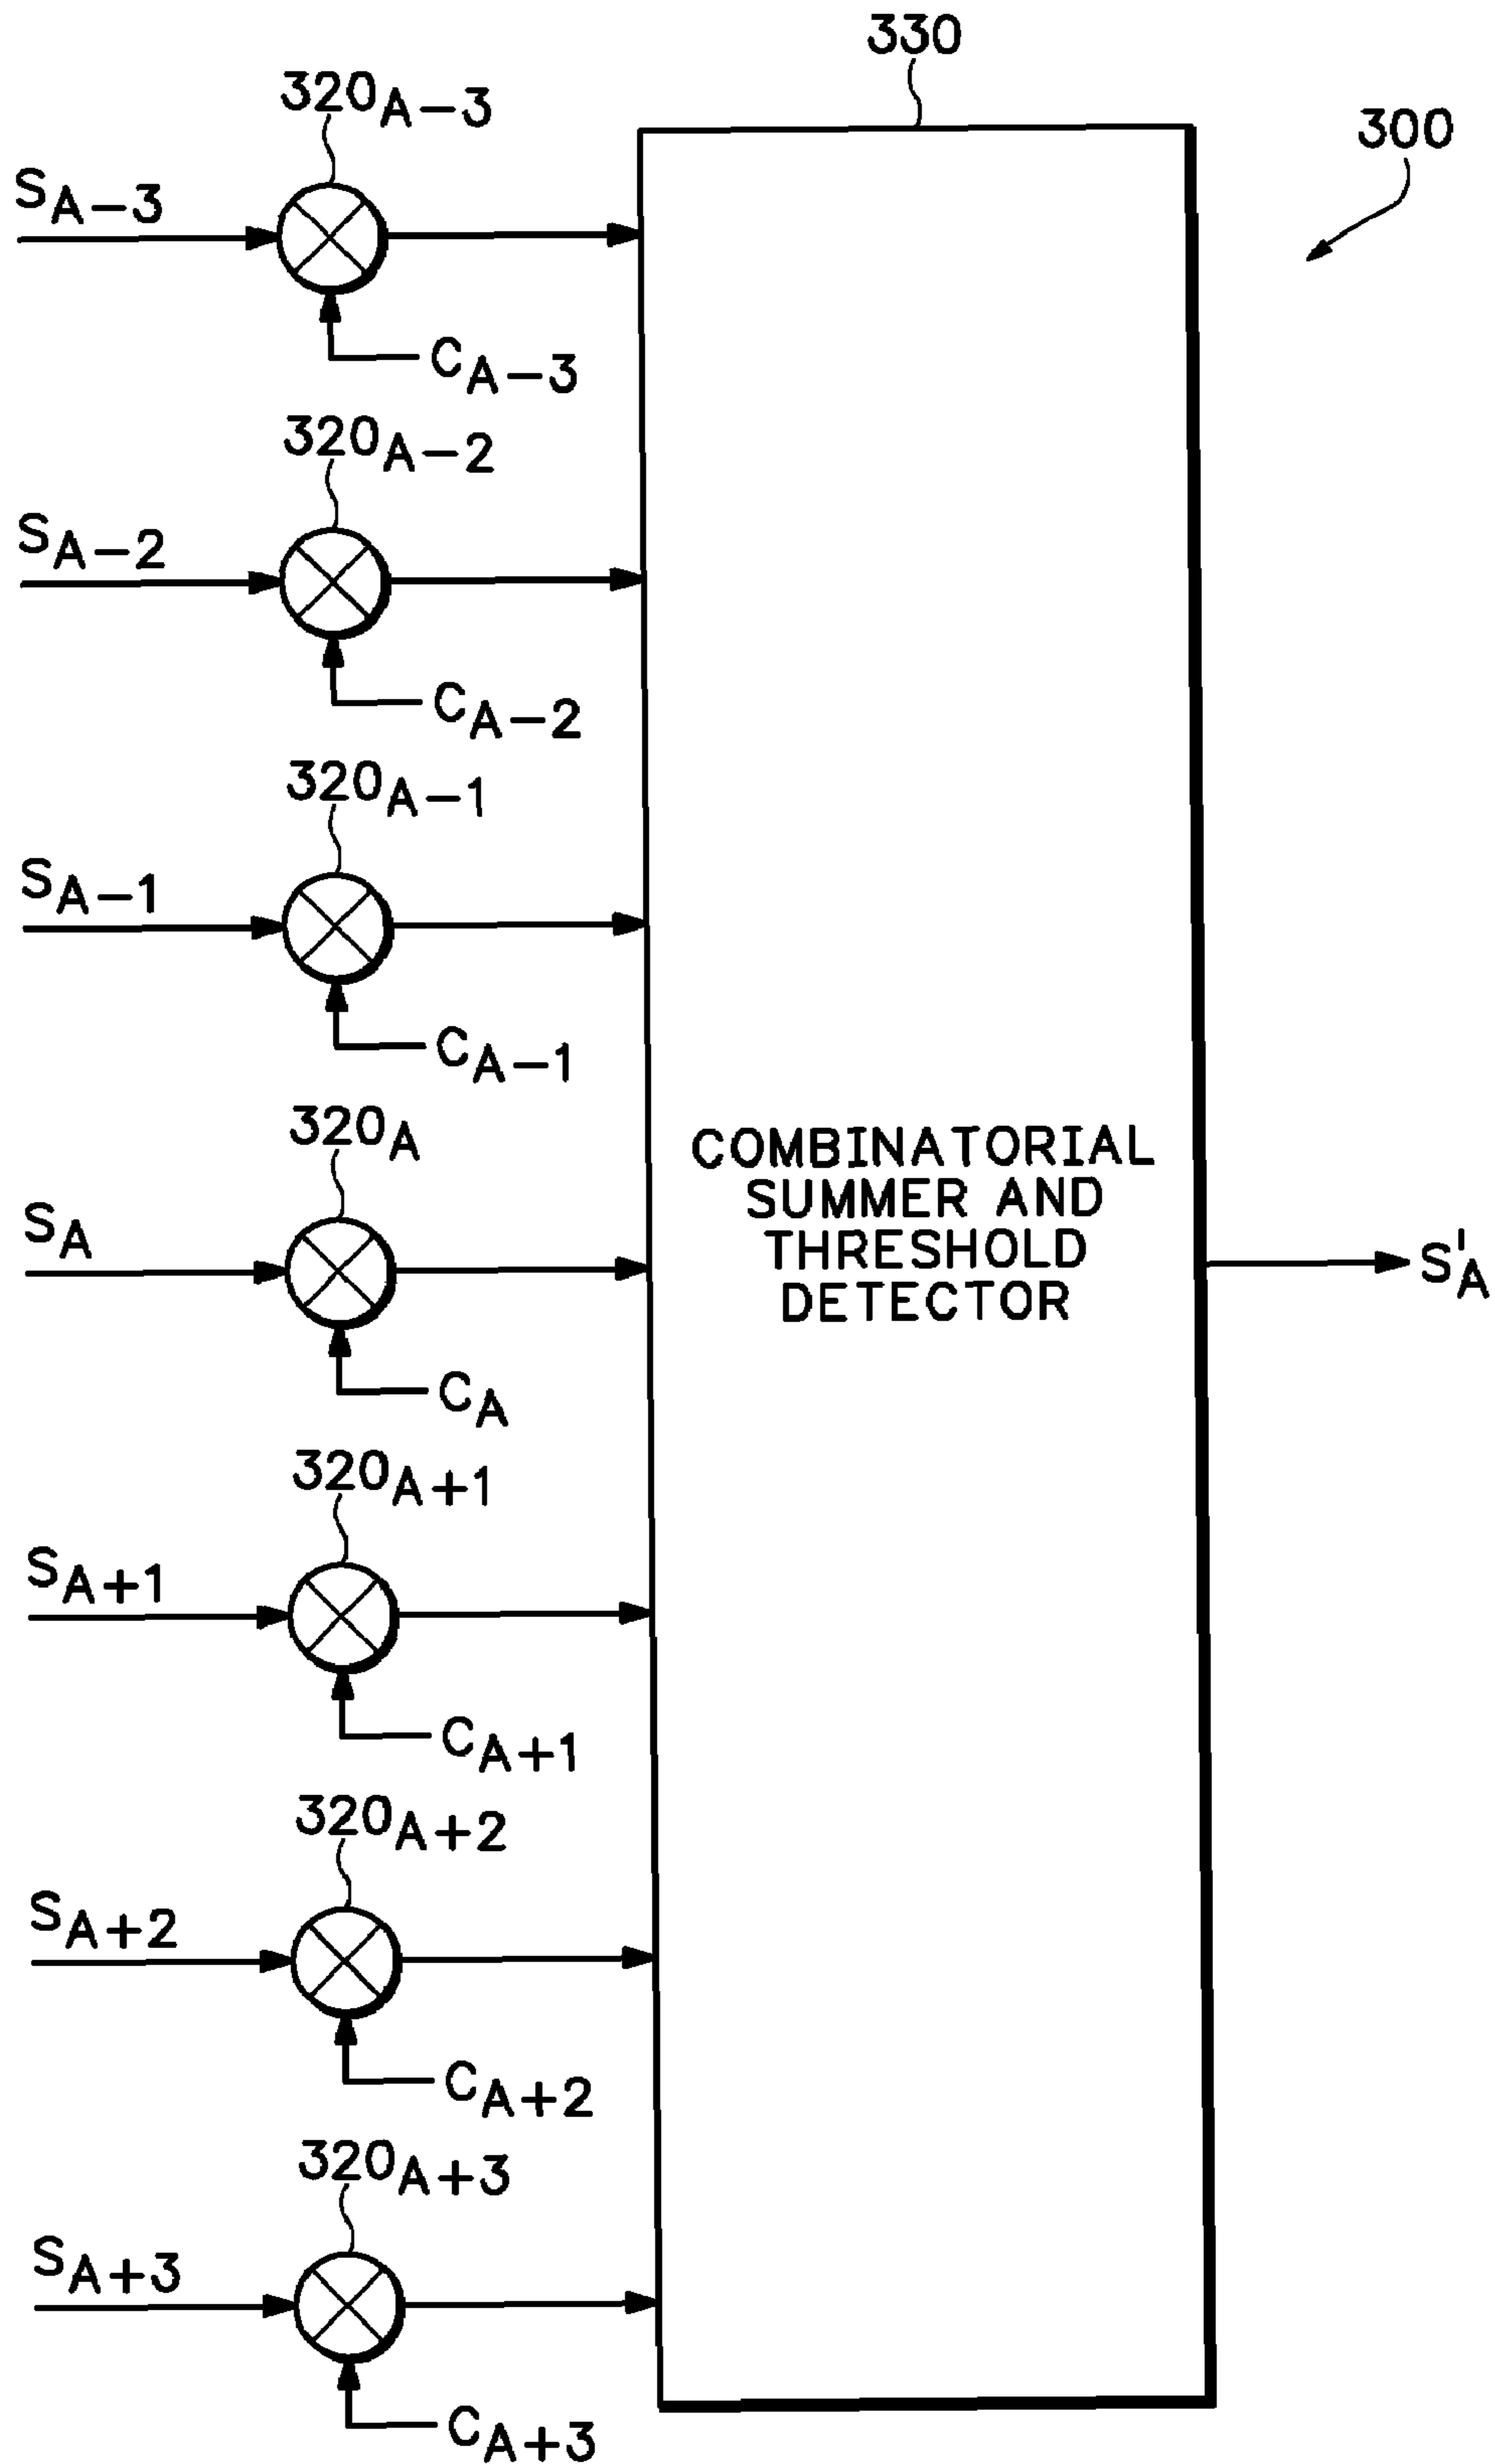 330
320A-3
300
SA-3
CA-3
320A-2
SA-2
CA-2
320A-1
SA-1
CA-1
320A
COMBINATORIAL
SUMMER AND
THRESHOLD
DETECTOR
SA
S'A
CA
320A+1
SA+1
CA+1
320A+2
SA+2
CA+2
320A+3
SA+3
CA+3